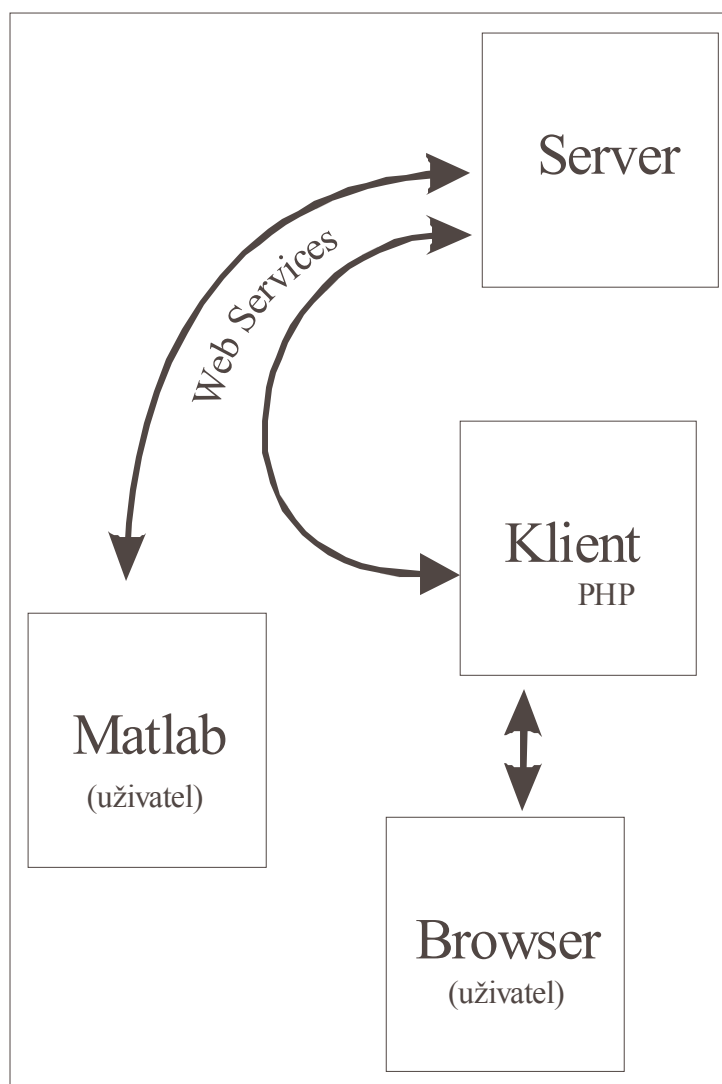 Server
Web Services
Klient
PHP
Matlab
(uživatel)
Browser
(uživatel)